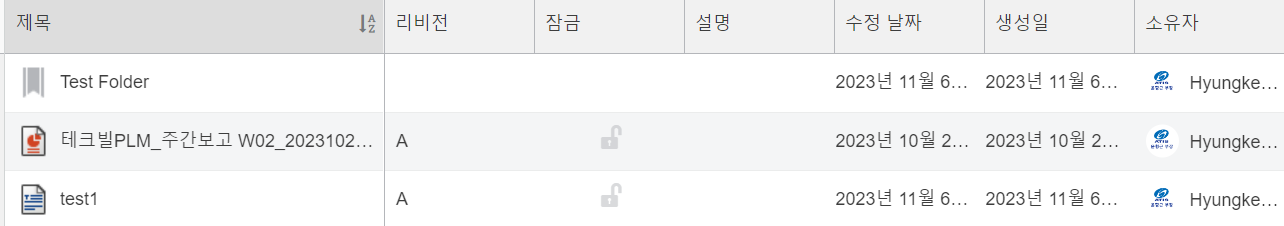 제목 리비전 잠금 설명 수정 날짜 생성일 소유자
Test Folder 2023년 11월 6... 2023년 11월 6... Hyungke...
테크빌PLM_주간보고 W02_2023102... A 2023년 10월 2... 2023년 10월 2... Hyungke...
test1 A 2023년 11월 6... 2023년 11월 6... Hyungke...